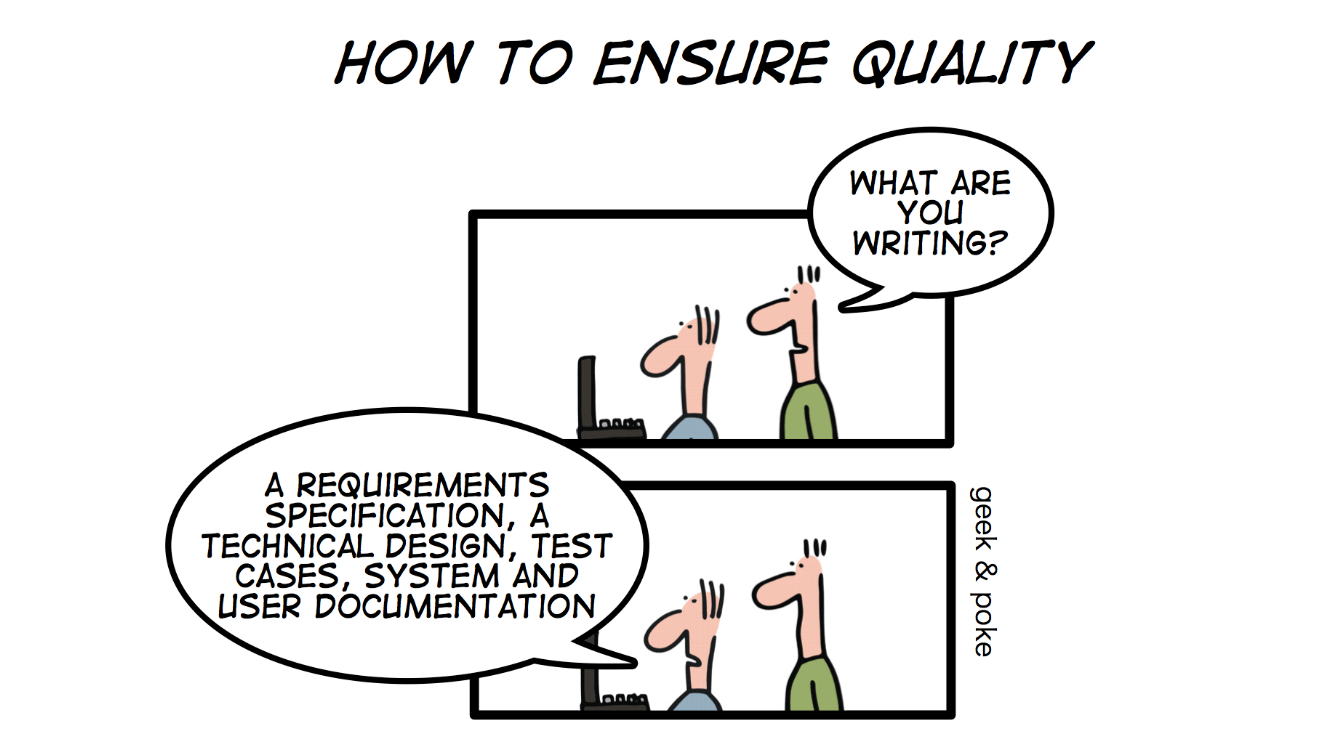 HOW TO ENSURE QUALITY
WHAT ARE
YOU
WRITING?
A REQUIREMENTS
SPECIFICATION, A
TECHNICAL DESIGN, TEST
CASES, SYSTEM AND
USER DOCUMENTATION
geek & poke